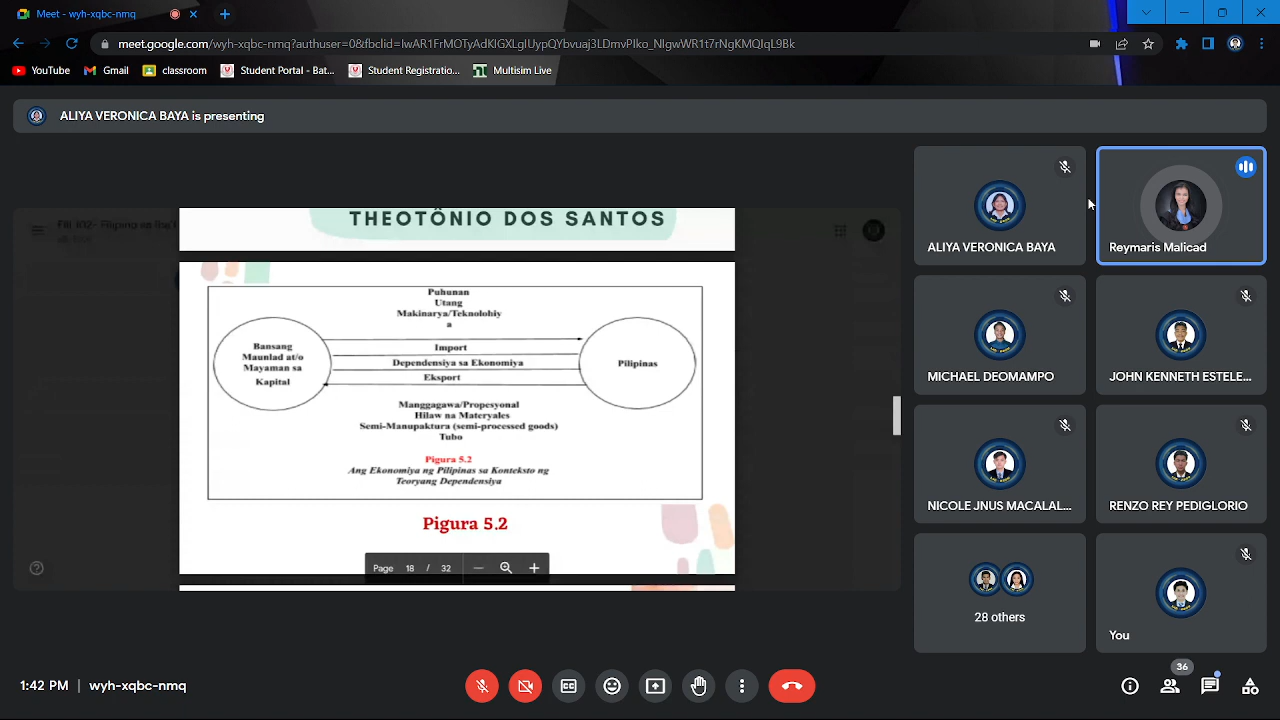 Meet - wyh-xqbc-nmq
meet.google.com/wyh-xqbc-nmq?authuser=0&fbclid=
YouTube
Gmail
classroom
Student Portal - Bat...
Student Registratio...
Multisim Live
ALIYA VERONICA BAYA is presenting
THEOTÔNIO DOS SANTOS
Puhunan
Utang
Makinarya/Teknolohiy
a
Bansang
Maunlad at/o
Mayaman sa
Kapital
Import
Dependensiya sa Ekonomiya
Eksport
Pilipinas
Manggagawa/Propesyonal
Hilaw na Materyales
Semi-Manupaktura (semi-processed goods)
Tubo
Pigura 5.2
Ang Ekonomiya ng Pilipinas sa Konteksto ng
Teoryang Dependensiya
Pigura 5.2
Page 18 / 32
ALIYA VERONICA BAYA
Reymaris Malicad
MICHAEL DEOMAMPO
JOHN KENNETH ESTELE...
NICOLE JNUS MACALAL...
RENZO REY PEDIGLORIO
28 others
You
1:42 PM | wyh-xqbc-nmq
36